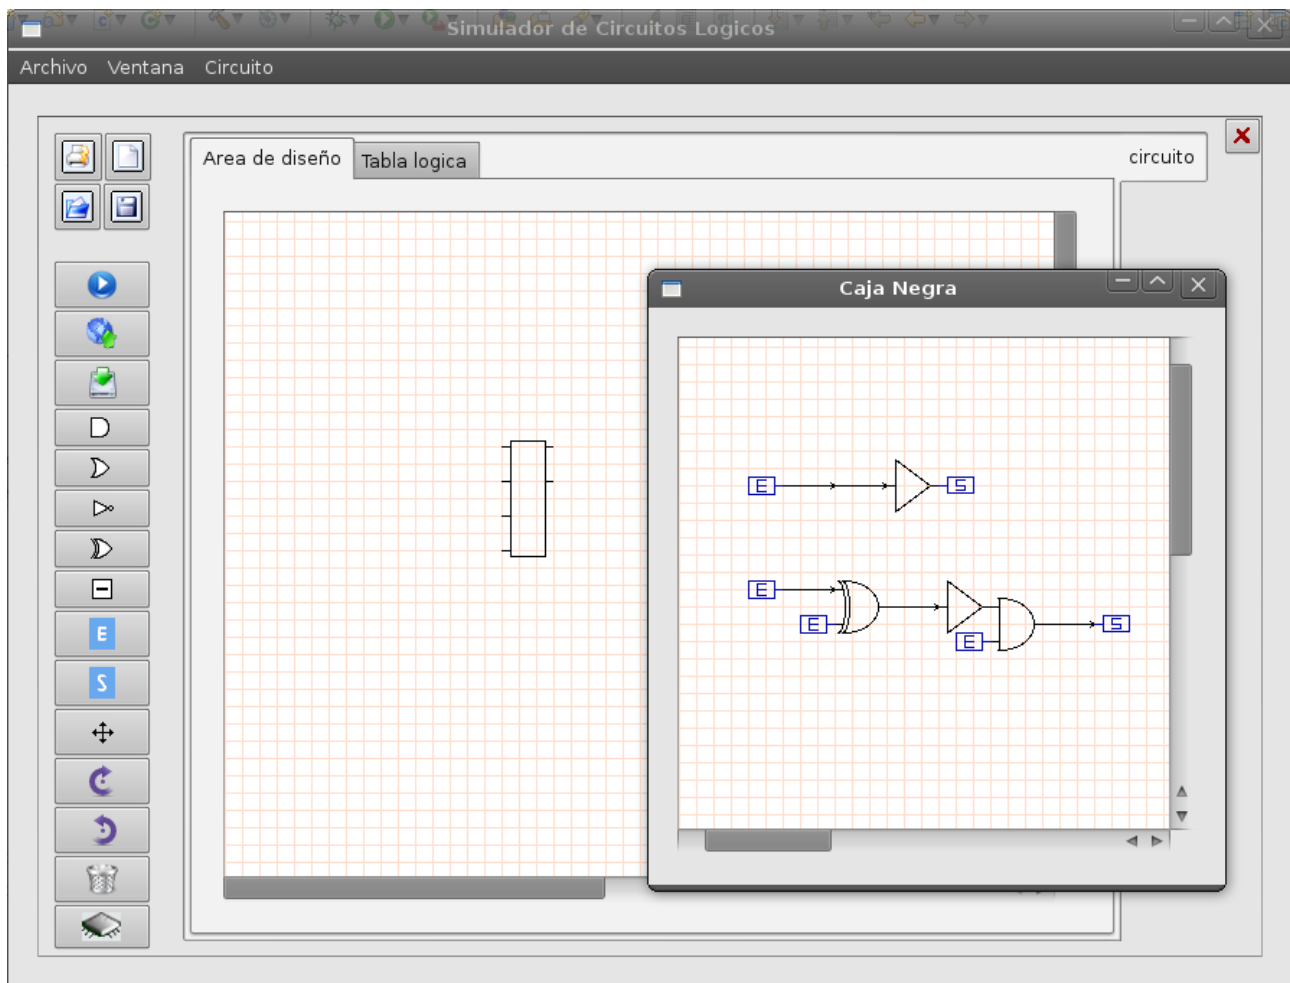 Simulador de Circuitos Logicos
Archivo Ventana Circuito
Area de diseño Tabla logica circuito
Caja Negra
E S
E
E S
E
E
S